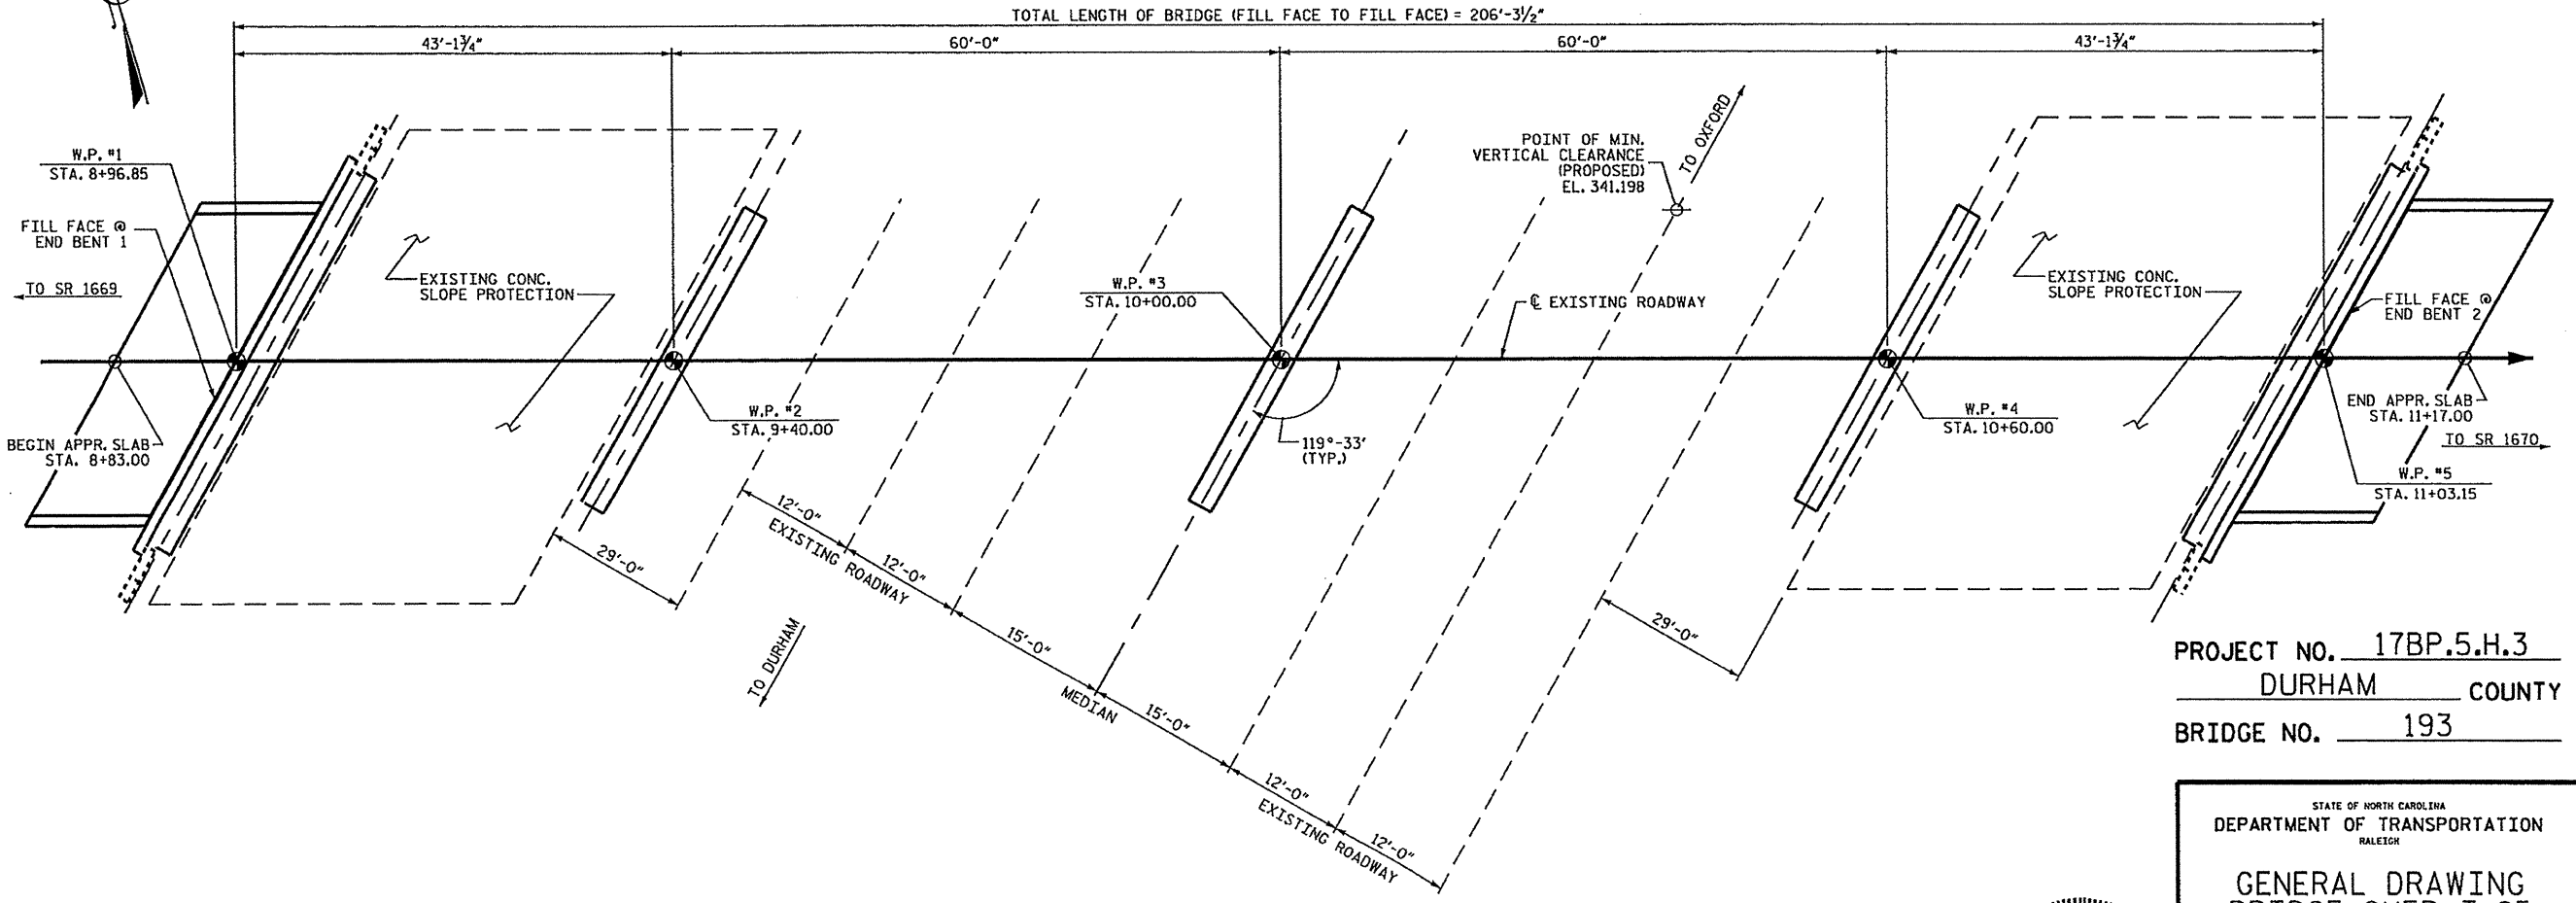 TOTAL LENGTH OF BRIDGE (FILL FACE TO FILL FACE) = 206'-3½"
43'-1¾"
60'-0"
60'-0"
43'-1¾"
W.P. #1
STA. 8+96.85
FILL FACE @
END BENT 1
TO SR 1669
BEGIN APPR. SLAB
STA. 8+83.00
EXISTING CONC.
SLOPE PROTECTION
W.P. #2
STA. 9+40.00
W.P. #3
STA. 10+00.00
119°-33'
(TYP.)
POINT OF MIN.
VERTICAL CLEARANCE
(PROPOSED)
EL. 341.198
TO OXFORD
℄ EXISTING ROADWAY
W.P. #4
STA. 10+60.00
EXISTING CONC.
SLOPE PROTECTION
FILL FACE @
END BENT 2
END APPR. SLAB
STA. 11+17.00
TO SR 1670
W.P. #5
STA. 11+03.15
29'-0"
12'-0"
EXISTING ROADWAY
12'-0"
15'-0"
MEDIAN
15'-0"
12'-0"
EXISTING ROADWAY
12'-0"
29'-0"
TO DURHAM
PROJECT NO. 17BP.5.H.3
DURHAM COUNTY
BRIDGE NO. 193
STATE OF NORTH CAROLINA
DEPARTMENT OF TRANSPORTATION
RALEIGH
GENERAL DRAWING